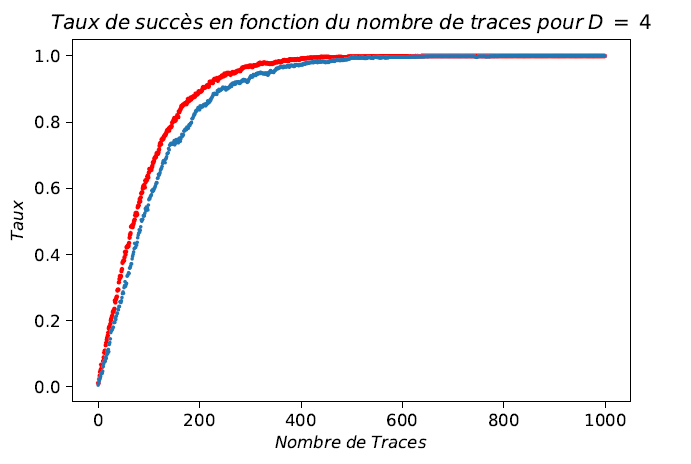 Taux de succès en fonction du nombre de traces pour D = 4
1.0
0.8
0.6
0.4
0.2
0.0
Taux
0 200 400 600 800 1000
Nombre de Traces